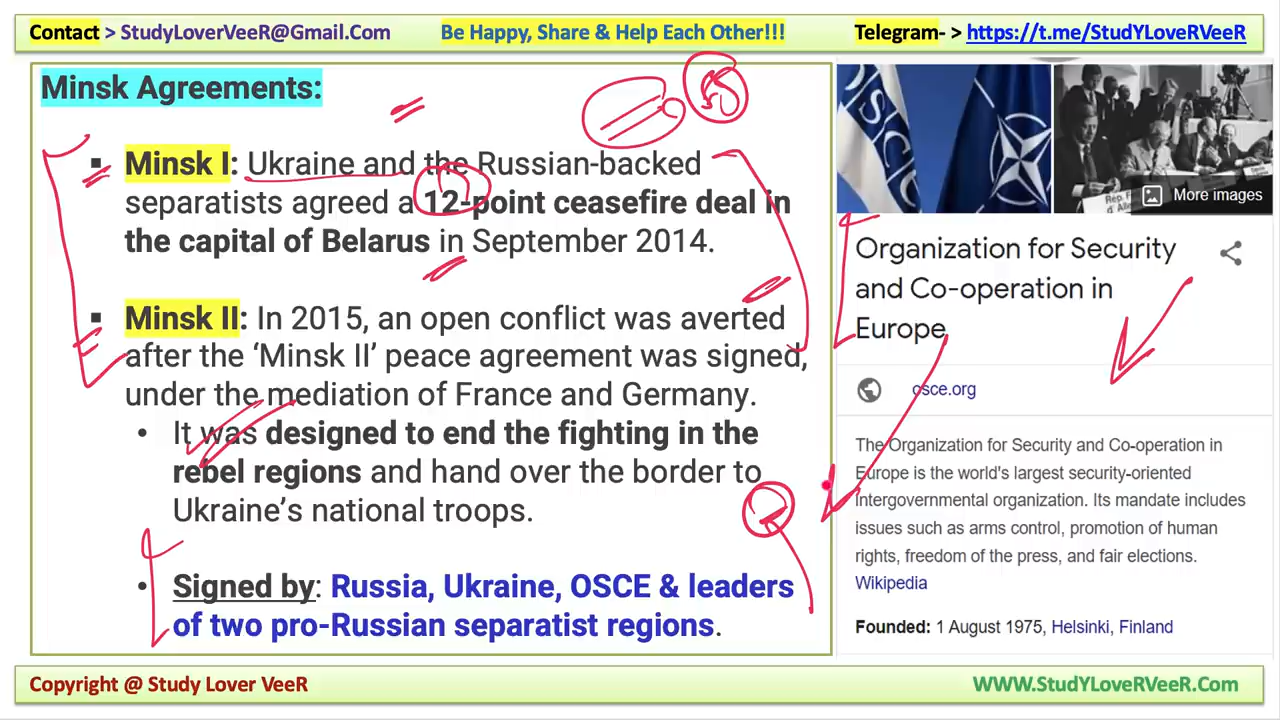 Contact > StudyLoverVeeR@Gmail.Com
Be Happy, Share & Help Each Other!!!
Telegram- > https://t.me/StudYLoveRVeeR
Minsk Agreements:
▪ Minsk I: Ukraine and the Russian-backed
separatists agreed a 12-point ceasefire deal in
the capital of Belarus in September 2014.
▪ Minsk II: In 2015, an open conflict was averted
after the ‘Minsk II’ peace agreement was signed,
under the mediation of France and Germany.
• It was designed to end the fighting in the
rebel regions and hand over the border to
Ukraine’s national troops.
• Signed by: Russia, Ukraine, OSCE & leaders
of two pro-Russian separatist regions.
More images
Organization for Security
and Co-operation in
Europe
osce.org
The Organization for Security and Co-operation in
Europe is the world's largest security-oriented
intergovernmental organization. Its mandate includes
issues such as arms control, promotion of human
rights, freedom of the press, and fair elections.
Wikipedia
Founded: 1 August 1975, Helsinki, Finland
Copyright @ Study Lover VeeR
WWW.StudYLoveRVeeR.Com